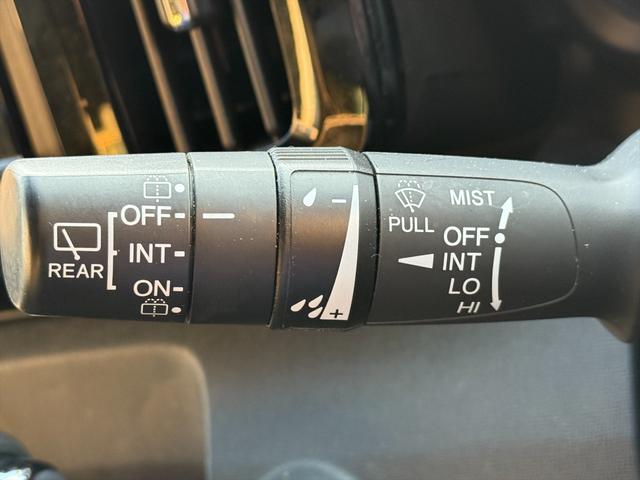 OFF
INT
ON
REAR
-
+
PULL
MIST
OFF
INT
LO
HI